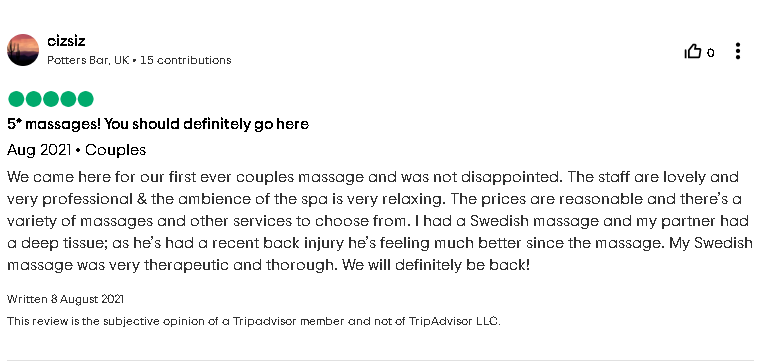 cizsiz
Potters Bar, UK • 15 contributions
0
5* massages! You should definitely go here
Aug 2021 • Couples
We came here for our first ever couples massage and was not disappointed. The staff are lovely and
very professional & the ambience of the spa is very relaxing. The prices are reasonable and there's a
variety of massages and other services to choose from. I had a Swedish massage and my partner had
a deep tissue; as he's had a recent back injury he's feeling much better since the massage. My Swedish
massage was very therapeutic and thorough. We will definitely be back!
Written 8 August 2021
This review is the subjective opinion of a Tripadvisor member and not of TripAdvisor LLC.